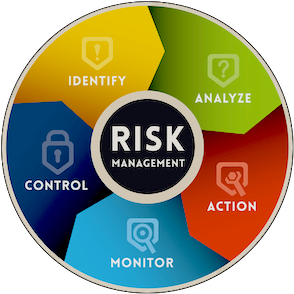 IDENTIFY
ANALYZE
RISK
MANAGEMENT
CONTROL
ACTION
MONITOR